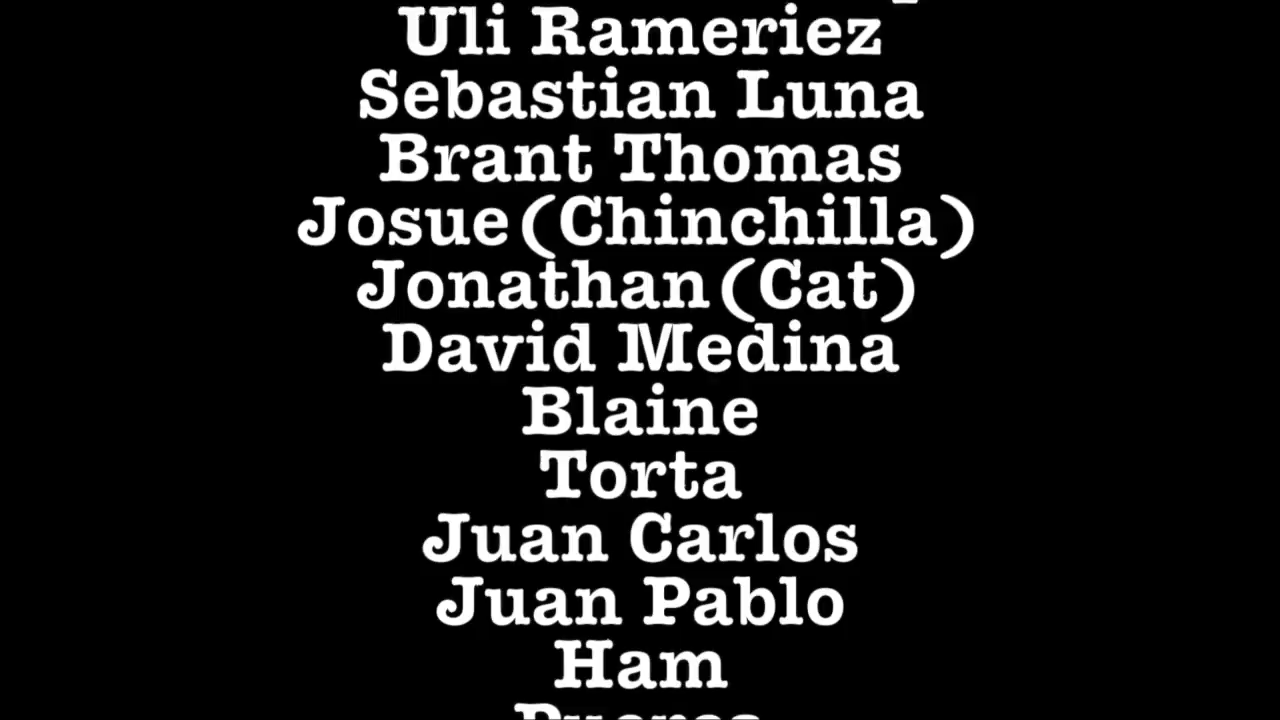 Uli Rameriez
Sebastian Luna
Brant Thomas
Josue(Chinchilla)
Jonathan(Cat)
David Medina
Blaine
Torta
Juan Carlos
Juan Pablo
Ham